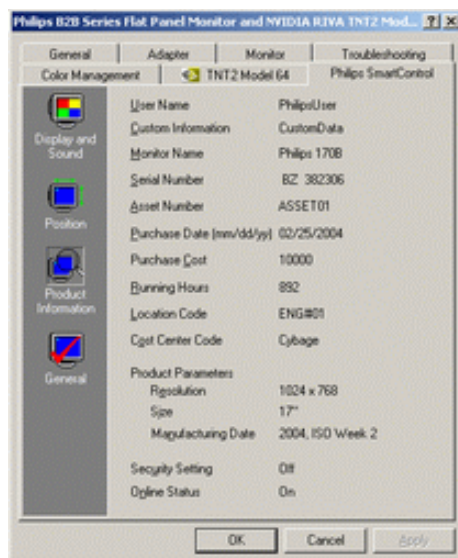 Philips B2B Series Flat Panel Monitor and NVIDIA RIVA TNT2 Mod... ? X
General Adapter Monitor Troubleshooting
Color Management TNT2 Model 64 Philips SmartControl
Display and
Sound
Position
Product
Information
General
User Name PhilipsUser
Custom Information CustomData
Monitor Name Philips 170B
Serial Number BZ 382306
Asset Number ASSET01
Purchase Date (mm/dd/yy) 02/25/2004
Purchase Cost 10000
Running Hours 892
Location Code ENG#01
Cost Center Code Cybage
Product Parameters
Resolution 1024 x 768
Size 17"
Manufacturing Date 2004, ISO Week 2
Security Setting Off
Online Status On
OK Cancel Apply